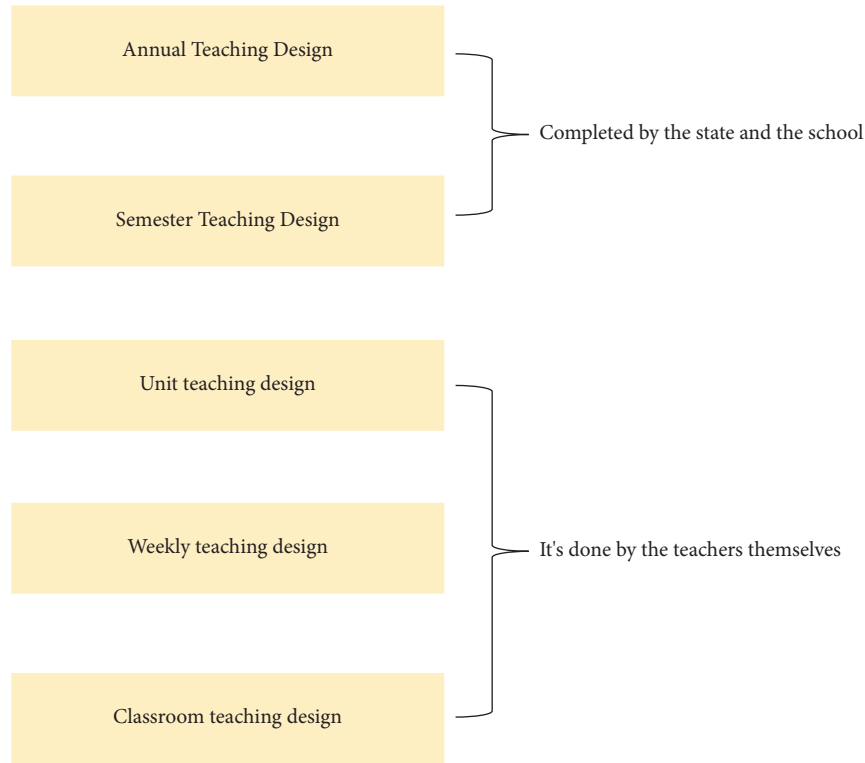 Annual Teaching Design
Completed by the state and the school
Semester Teaching Design
Unit teaching design
Weekly teaching design
It's done by the teachers themselves
Classroom teaching design